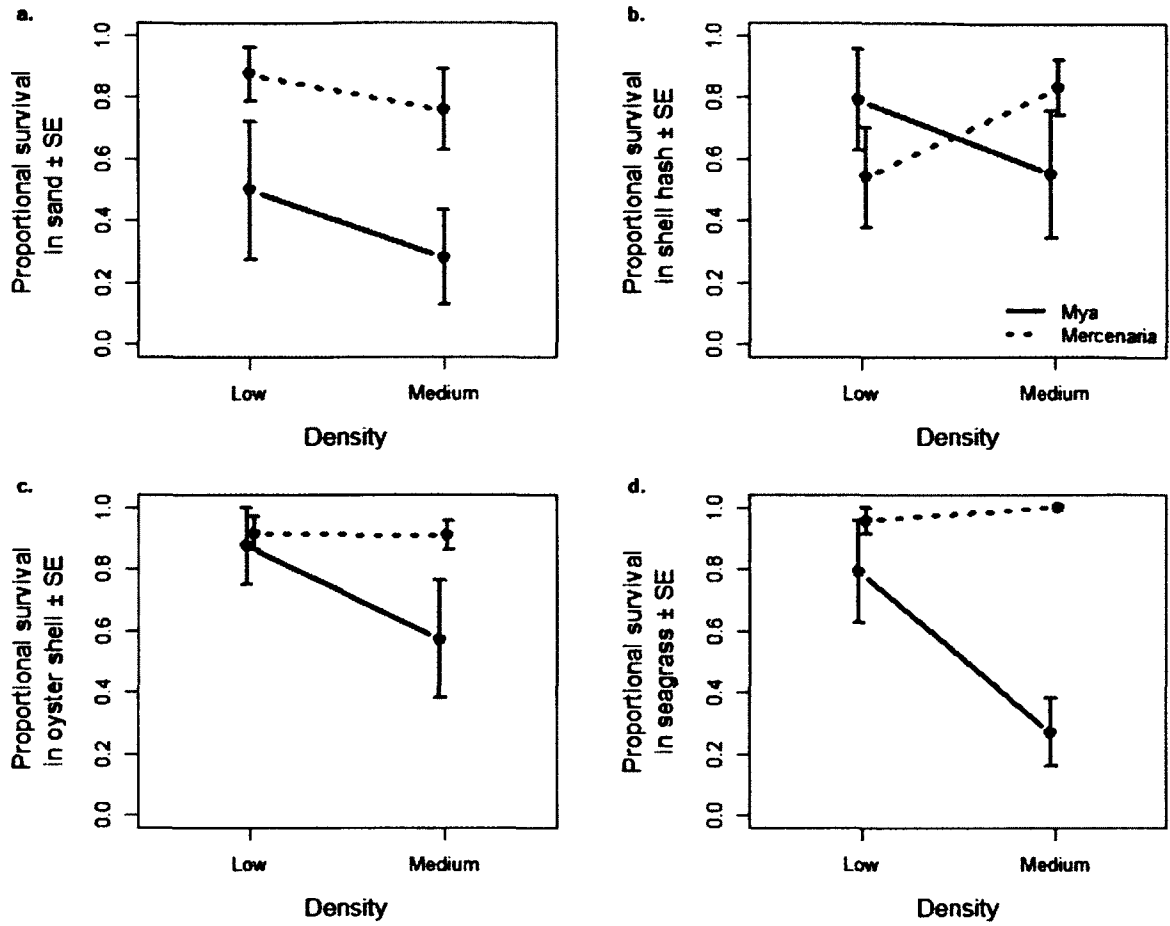 a.
Proportional survival
in sand ± SE
0.0 0.2 0.4 0.6 0.8 1.0
Low Medium
Density
b.
Proportional survival
in shell hash ± SE
0.0 0.2 0.4 0.6 0.8 1.0
Mya
Mercenaria
Low Medium
Density
c.
Proportional survival
in oyster shell ± SE
0.0 0.2 0.4 0.6 0.8 1.0
Low Medium
Density
d.
Proportional survival
in seagrass ± SE
0.0 0.2 0.4 0.6 0.8 1.0
Low Medium
Density